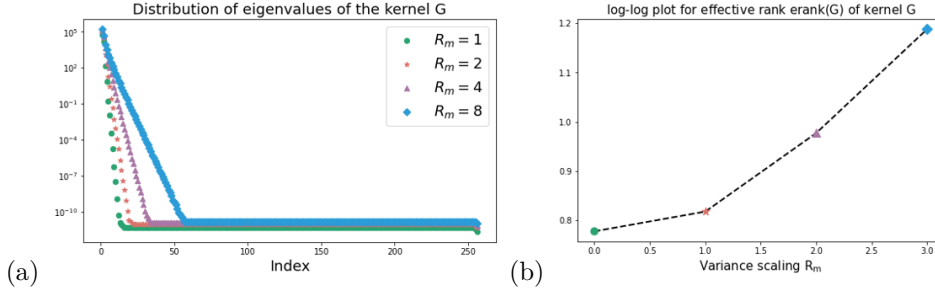 Distribution of eigenvalues of the kernel G
10^5
10^2
10^-1
10^-4
10^-7
10^-10
R_m = 1
R_m = 2
R_m = 4
R_m = 8
0 50 100 150 200 250
Index
(a)
log-log plot for effective rank erank(G) of kernel G
1.2
1.1
1.0
0.9
0.8
0.0 0.5 1.0 1.5 2.0 2.5 3.0
Variance scaling R_m
(b)